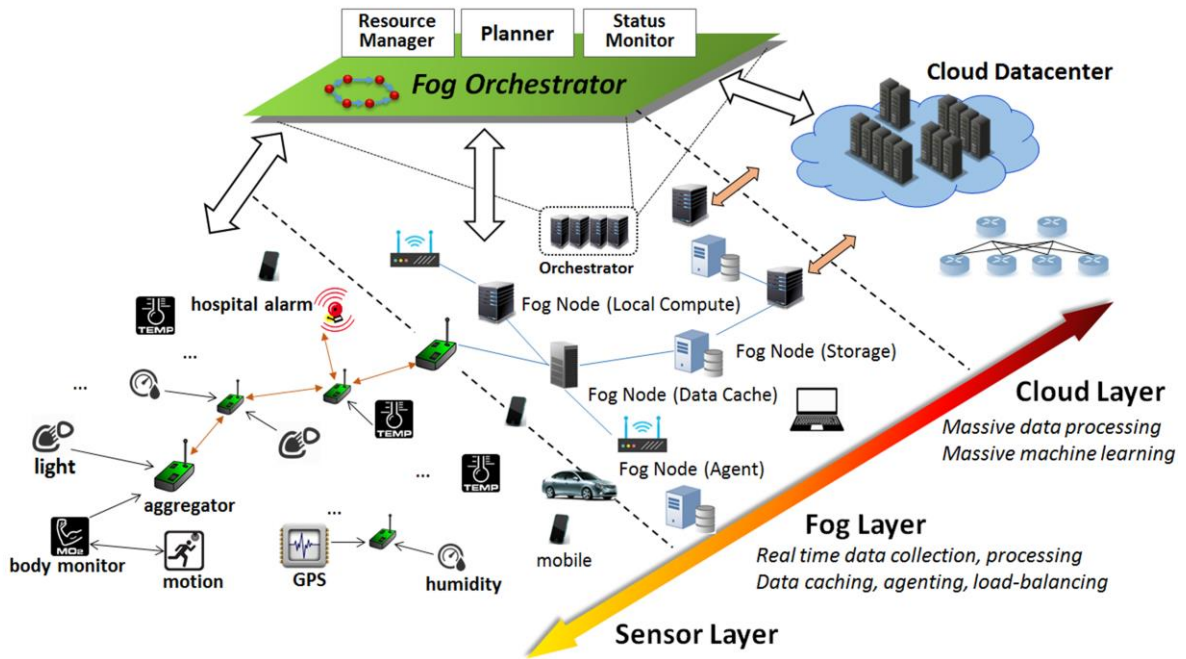 Resource
Manager
Planner
Status
Monitor
Fog Orchestrator
Cloud Datacenter
Orchestrator
hospital alarm
Fog Node (Local Compute)
TEMP
...
Fog Node (Storage)
...
Fog Node (Data Cache)
TEMP
Cloud Layer
Massive data processing
Massive machine learning
light
...
TEMP
Fog Node (Agent)
aggregator
...
Fog Layer
Real time data collection, processing
Data caching, agenting, load-balancing
MO2
body monitor
motion
GPS
humidity
mobile
Sensor Layer